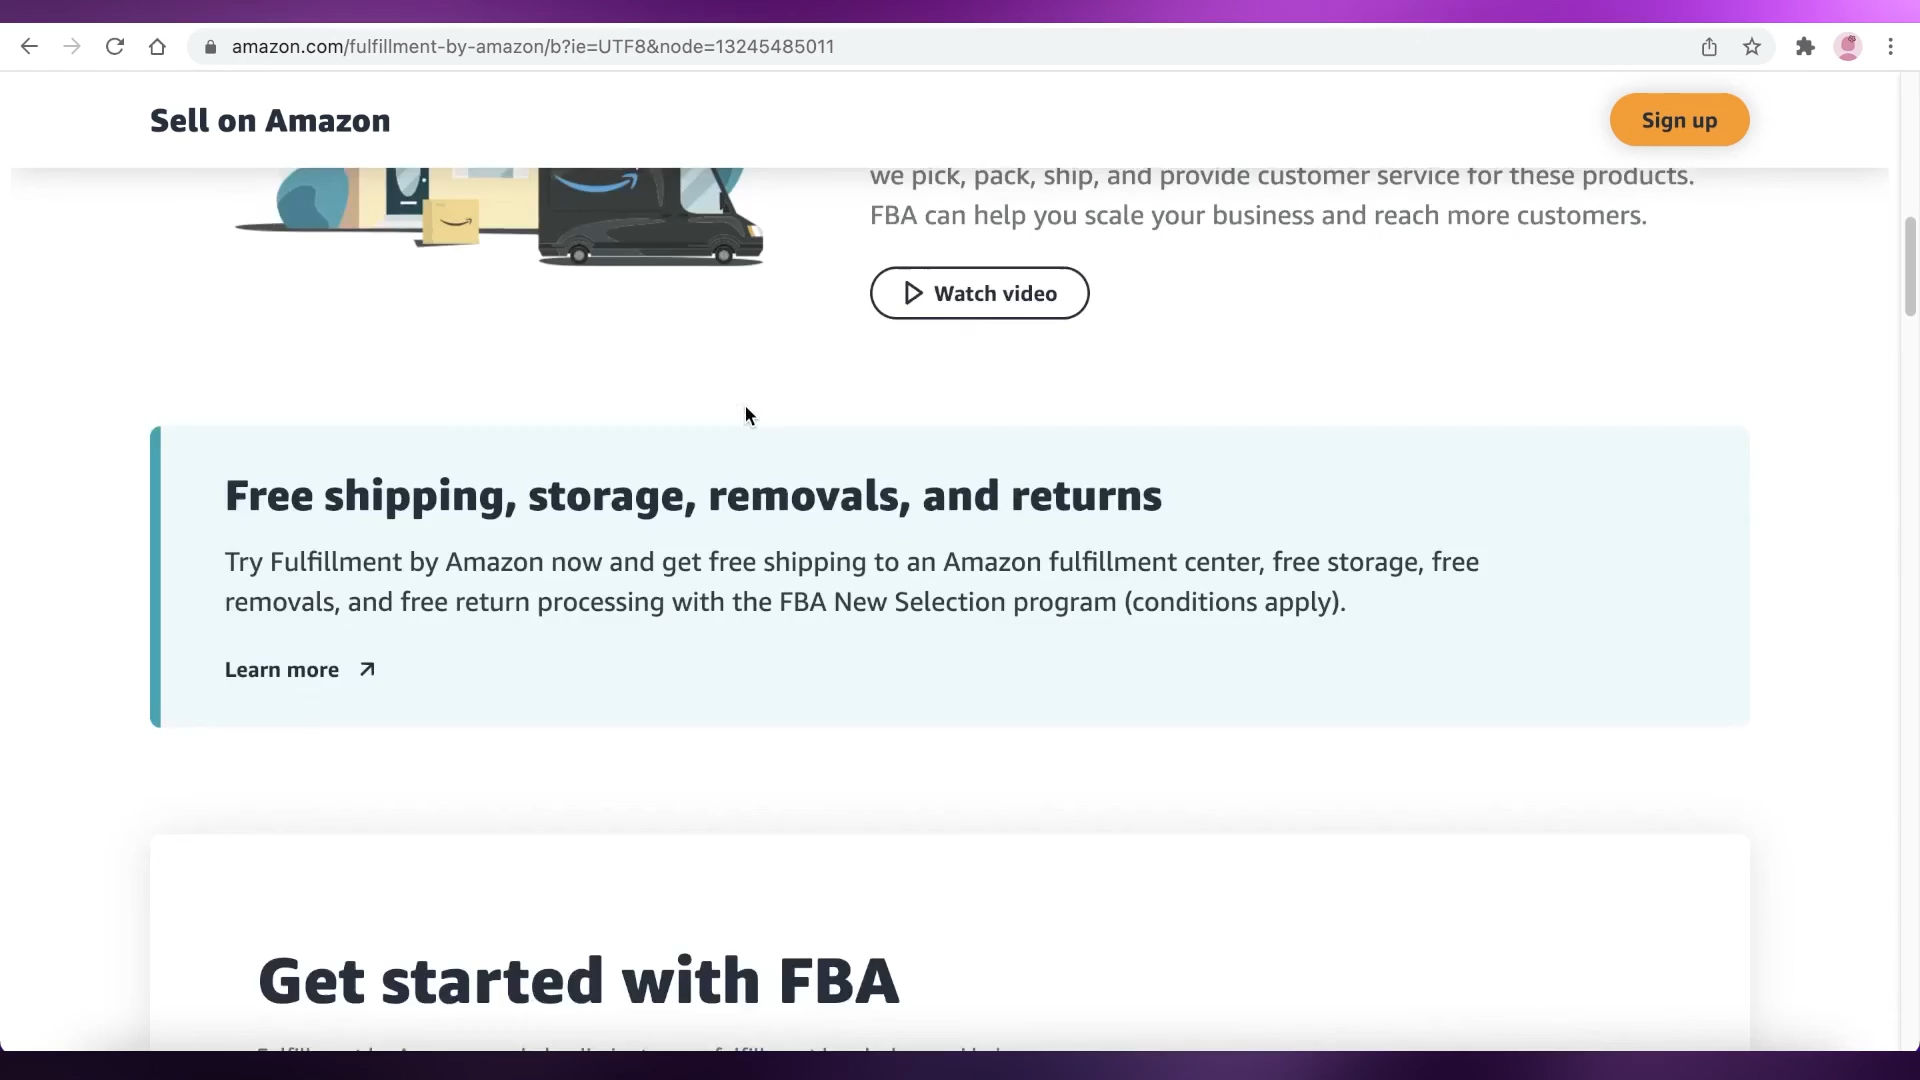 amazon.com/fulfillment-by-amazon/b?ie=UTF8&node=13245485011
Sell on Amazon
Sign up
we pick, pack, ship, and provide customer service for these products.
FBA can help you scale your business and reach more customers.
Watch video
Free shipping, storage, removals, and returns
Try Fulfillment by Amazon now and get free shipping to an Amazon fulfillment center, free storage, free
removals, and free return processing with the FBA New Selection program (conditions apply).
Learn more
Get started with FBA